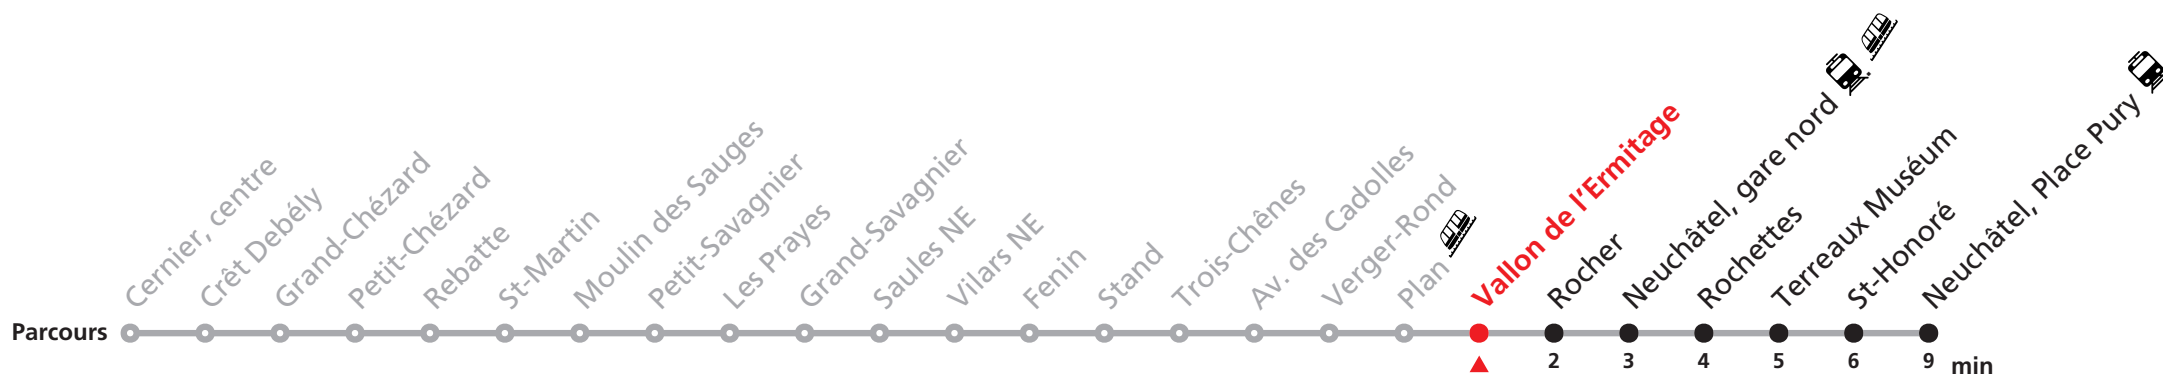 Cernier, centre
Crêt Debély
Grand-Chézard
Petit-Chézard
Rebatte
St-Martin
Moulin des Sauges
Petit-Savagnier
Les Prayes
Grand-Savagnier
Saules NE
Vilars NE
Fenin
Stand
Trois-Chênes
Av. des Cadolles
Verger-Rond
Plan
Vallon de l'Ermitage
Rocher
Neuchâtel, gare nord
Rochettes
Terreaux Muséum
St-Honoré
Neuchâtel, Place Pury
Parcours
2 3 4 5 6 9 min